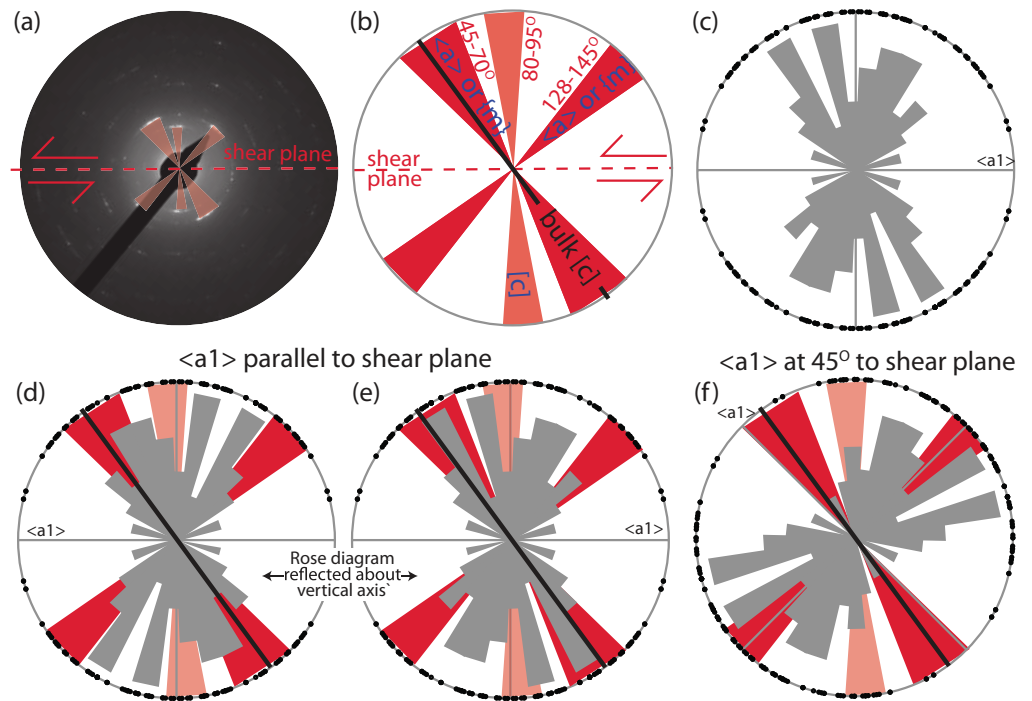 (a)
shear plane
(b)
45-70°
<a> or {m}
80-95°
128-145°
<a> or {m}
shear
plane
bulk [c]
[c]
(c)
<a1>
<a1> parallel to shear plane
<a1> at 45° to shear plane
(d)
<a1>
(e)
<a1>
Rose diagram
reflected about
vertical axis
(f)
<a1>